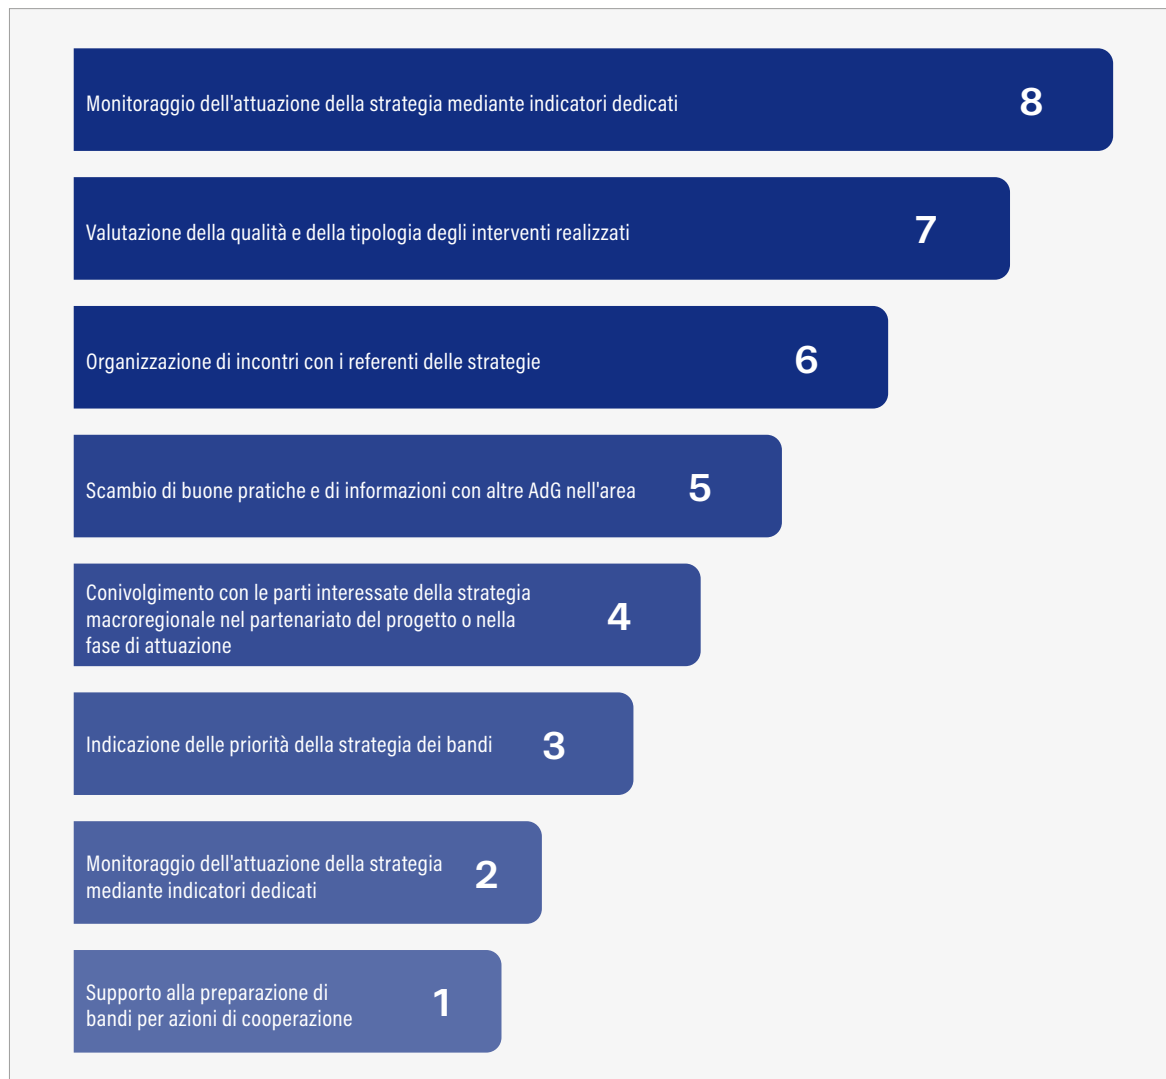 Monitoraggio dell'attuazione della strategia mediante indicatori dedicati
8
Valutazione della qualità e della tipologia degli interventi realizzati
7
Organizzazione di incontri con i referenti delle strategie
6
Scambio di buone pratiche e di informazioni con altre AdG nell'area
5
Conivolgimento con le parti interessate della strategia
macroregionale nel partenariato del progetto o nella
fase di attuazione
4
Indicazione delle priorità della strategia dei bandi
3
Monitoraggio dell'attuazione della strategia
mediante indicatori dedicati
2
Supporto alla preparazione di
bandi per azioni di cooperazione
1